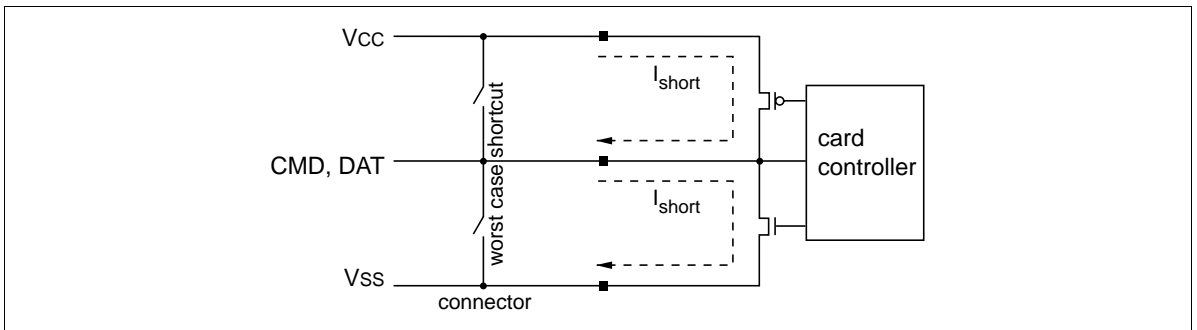 VCC
Ishort
worst case shortcut
card
controller
CMD, DAT
Ishort
VSS
connector